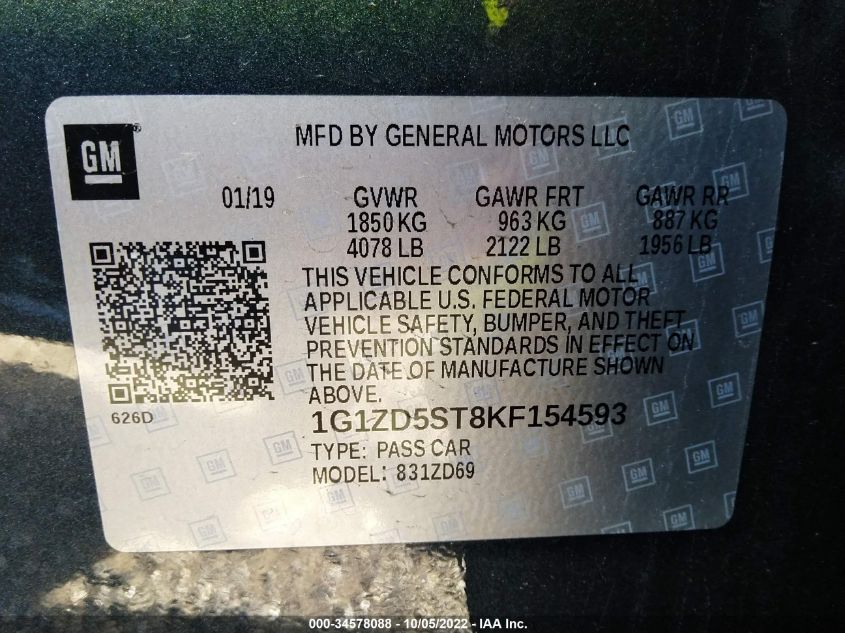 GM
MFD BY GENERAL MOTORS LLC
01/19 GVWR GAWR FRT GAWR RR
1850 KG 963 KG 887 KG
4078 LB 2122 LB 1956 LB
THIS VEHICLE CONFORMS TO ALL
APPLICABLE U.S. FEDERAL MOTOR
VEHICLE SAFETY, BUMPER, AND THEFT
PREVENTION STANDARDS IN EFFECT ON
THE DATE OF MANUFACTURE SHOWN
ABOVE.
626D
1G1ZD5ST8KF154593
TYPE: PASS CAR
MODEL: 831ZD69
000-34578088 - 10/05/2022 - IAA Inc.